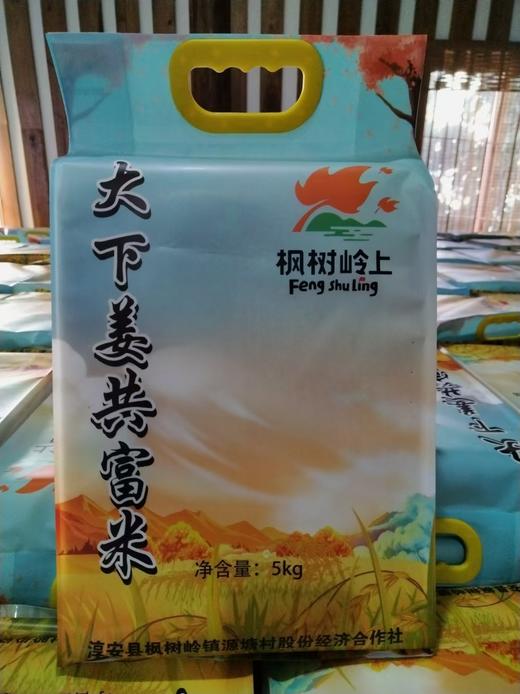 大下姜共富米
枫树岭上
Feng shu Ling
净含量：5kg
淳安县枫树岭镇源塘村股份经济合作社